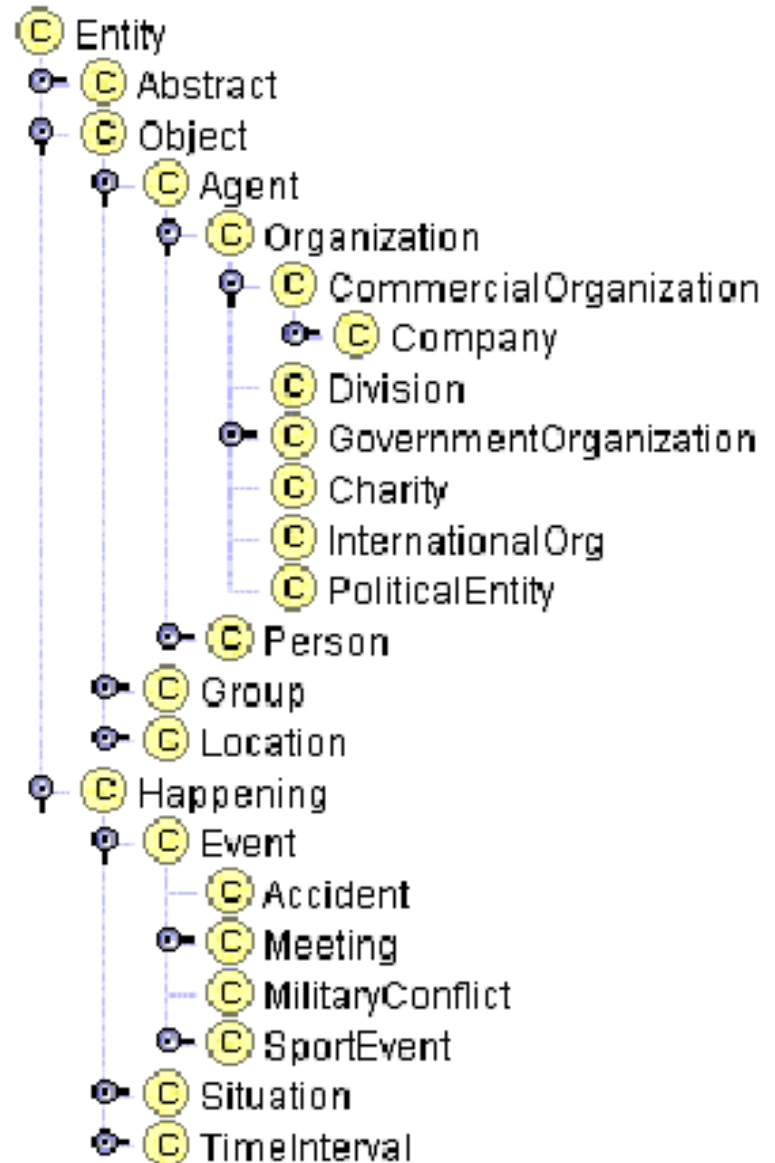 C Entity
C Abstract
C Object
C Agent
C Organization
C CommercialOrganization
C Company
C Division
C GovernmentOrganization
C Charity
C InternationalOrg
C PoliticalEntity
C Person
C Group
C Location
C Happening
C Event
C Accident
C Meeting
C MilitaryConflict
C SportEvent
C Situation
C TimeInterval